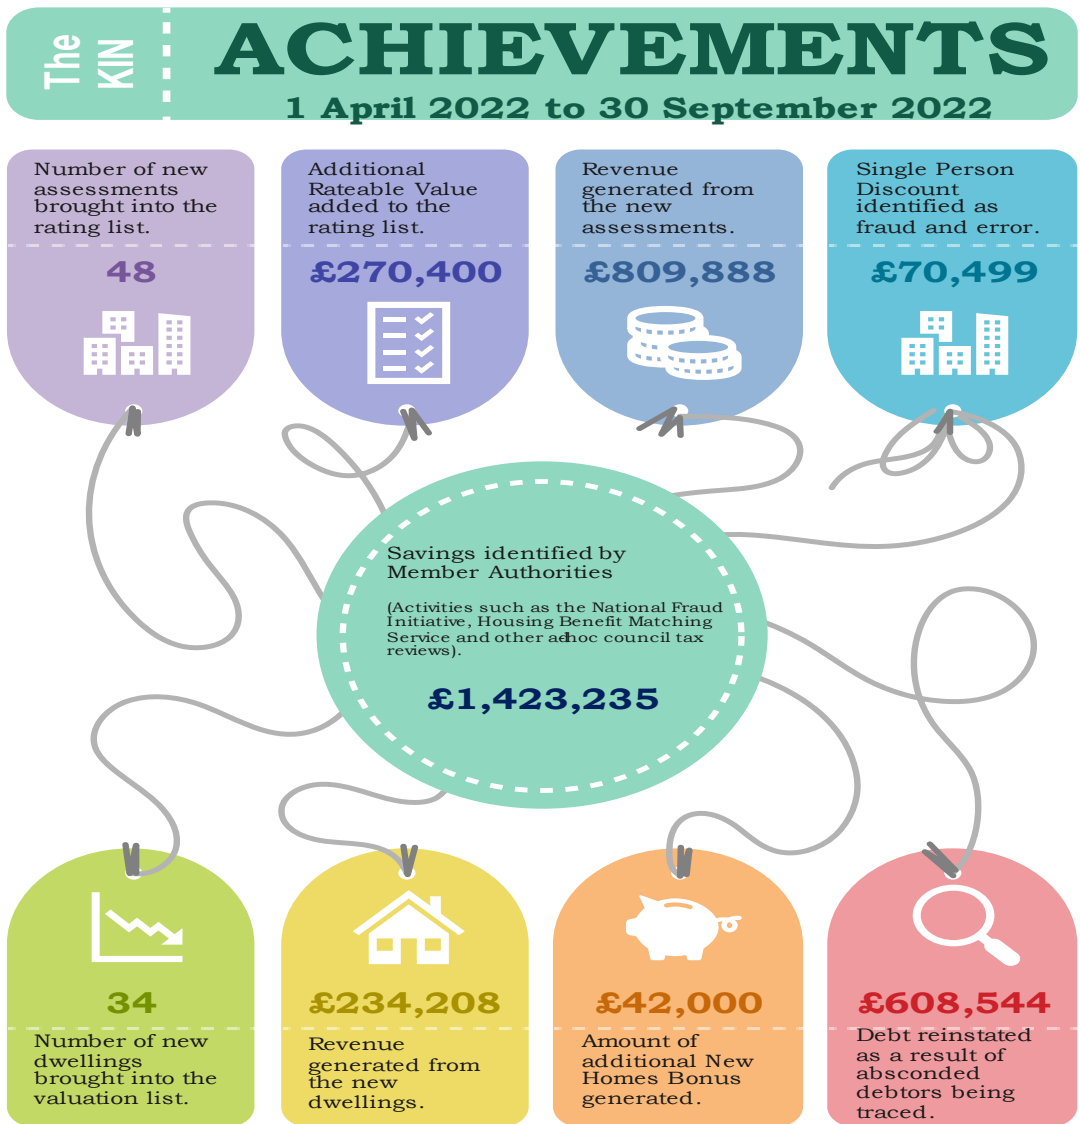 The
KIN
ACHIEVEMENTS
1 April 2022 to 30 September 2022
Number of new
assessments
brought into the
rating list.
48
Additional
Rateable Value
added to the
rating list.
£270,400
Revenue
generated from
the new
assessments.
£809,888
Single Person
Discount
identified as
fraud and error.
£70,499
Savings identified by
Member Authorities
(Activities such as the National Fraud
Initiative, Housing Benefit Matching
Service and other ad-hoc council tax
reviews).
£1,423,235
34
Number of new
dwellings
brought into the
valuation list.
£234,208
Revenue
generated from
the new
dwellings.
£42,000
Amount of
additional New
Homes Bonus
generated.
£608,544
Debt reinstated
as a result of
absconded
debtors being
traced.